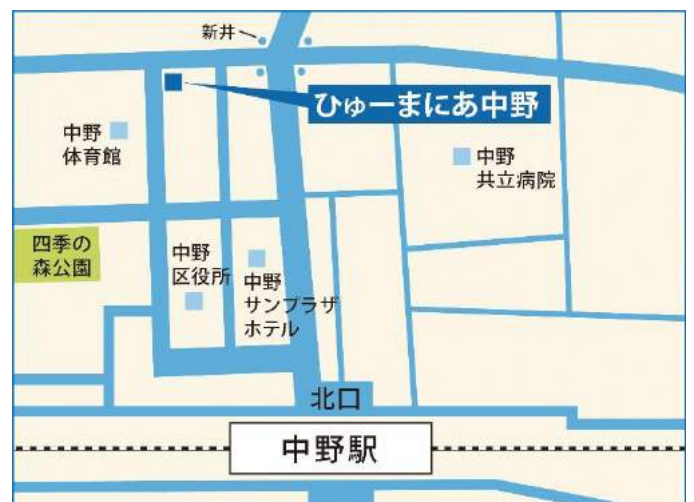 新井
ひゅーまにあ中野
中野
体育館
中野
共立病院
四季の
森公園
中野
区役所
中野
サンプラザ
ホテル
北口
中野駅